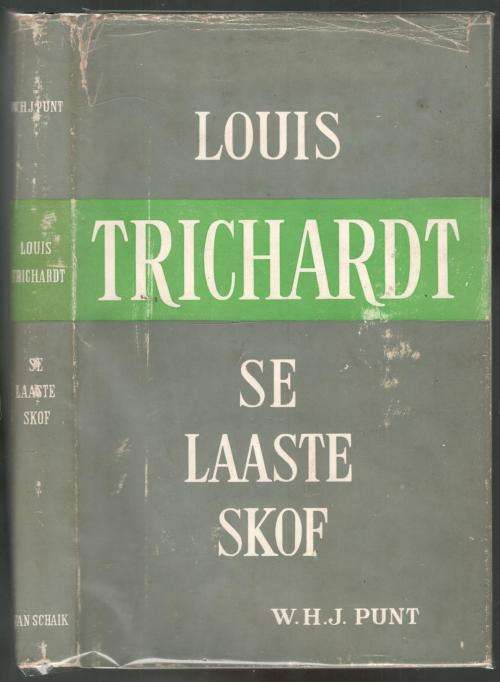 W.H.J. PUNT
LOUIS
TRICHARDT
SE
LAASTE
SKOF
VAN SCHAIK
LOUIS
TRICHARDT
SE
LAASTE
SKOF
W.H.J. PUNT